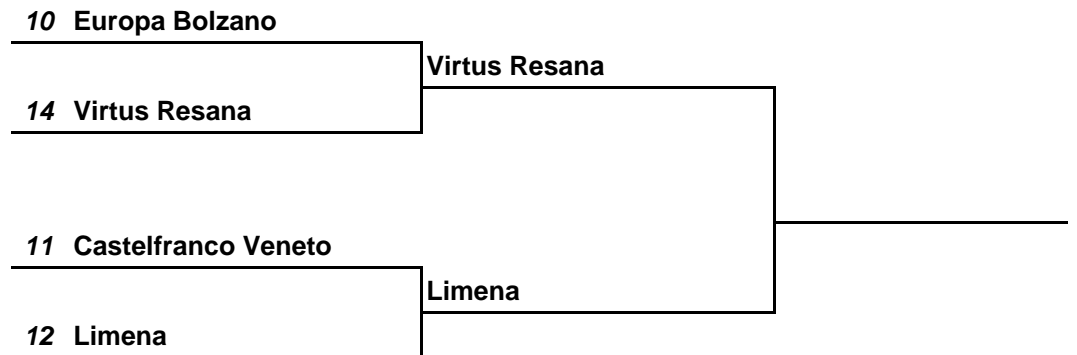 10 Europa Bolzano
Virtus Resana
14 Virtus Resana
11 Castelfranco Veneto
Limena
12 Limena